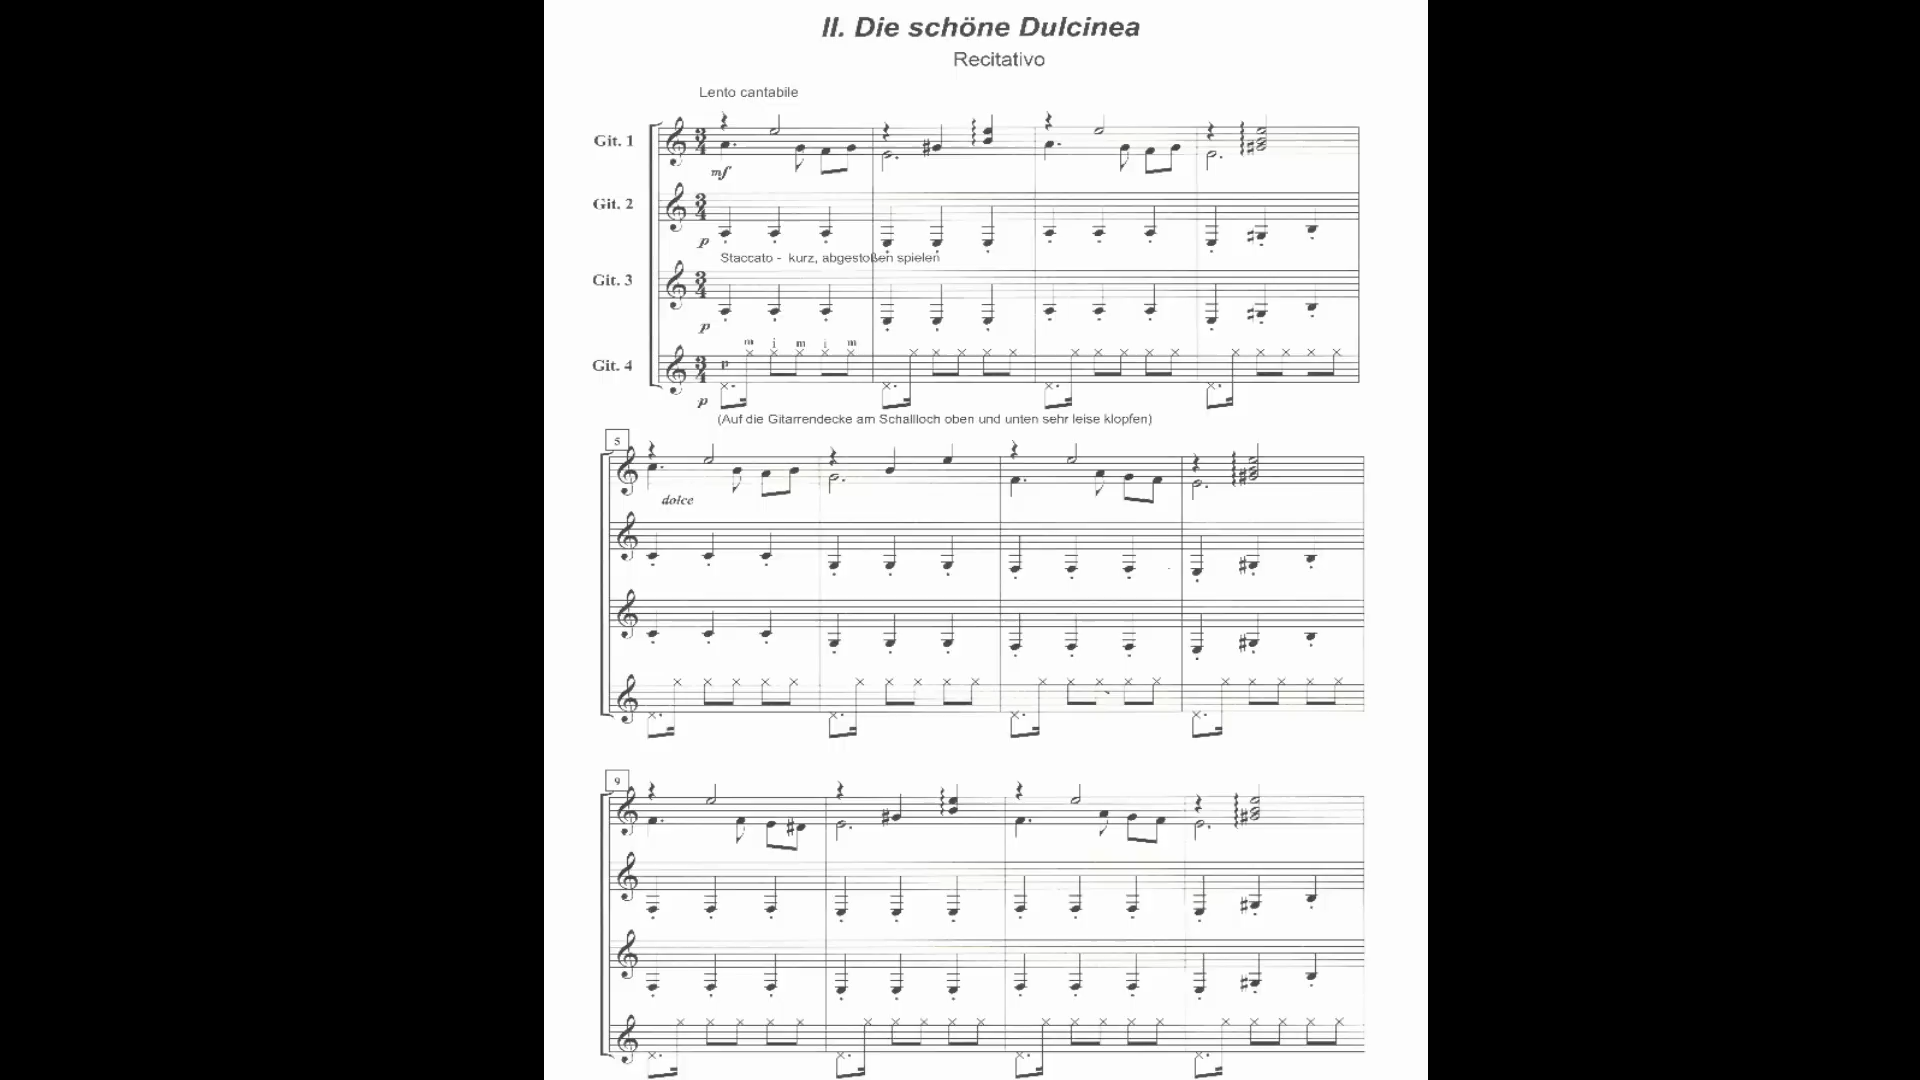 II. Die schöne Dulcinea
Recitativo
Lento cantabile
Git. 1
mf
Git. 2
p
Staccato - kurz, abgestoßen spielen
Git. 3
p
m i m i m
Git. 4
p
p
(Auf die Gitarrendecke am Schallloch oben und unten sehr leise klopfen)
5
dolce
9